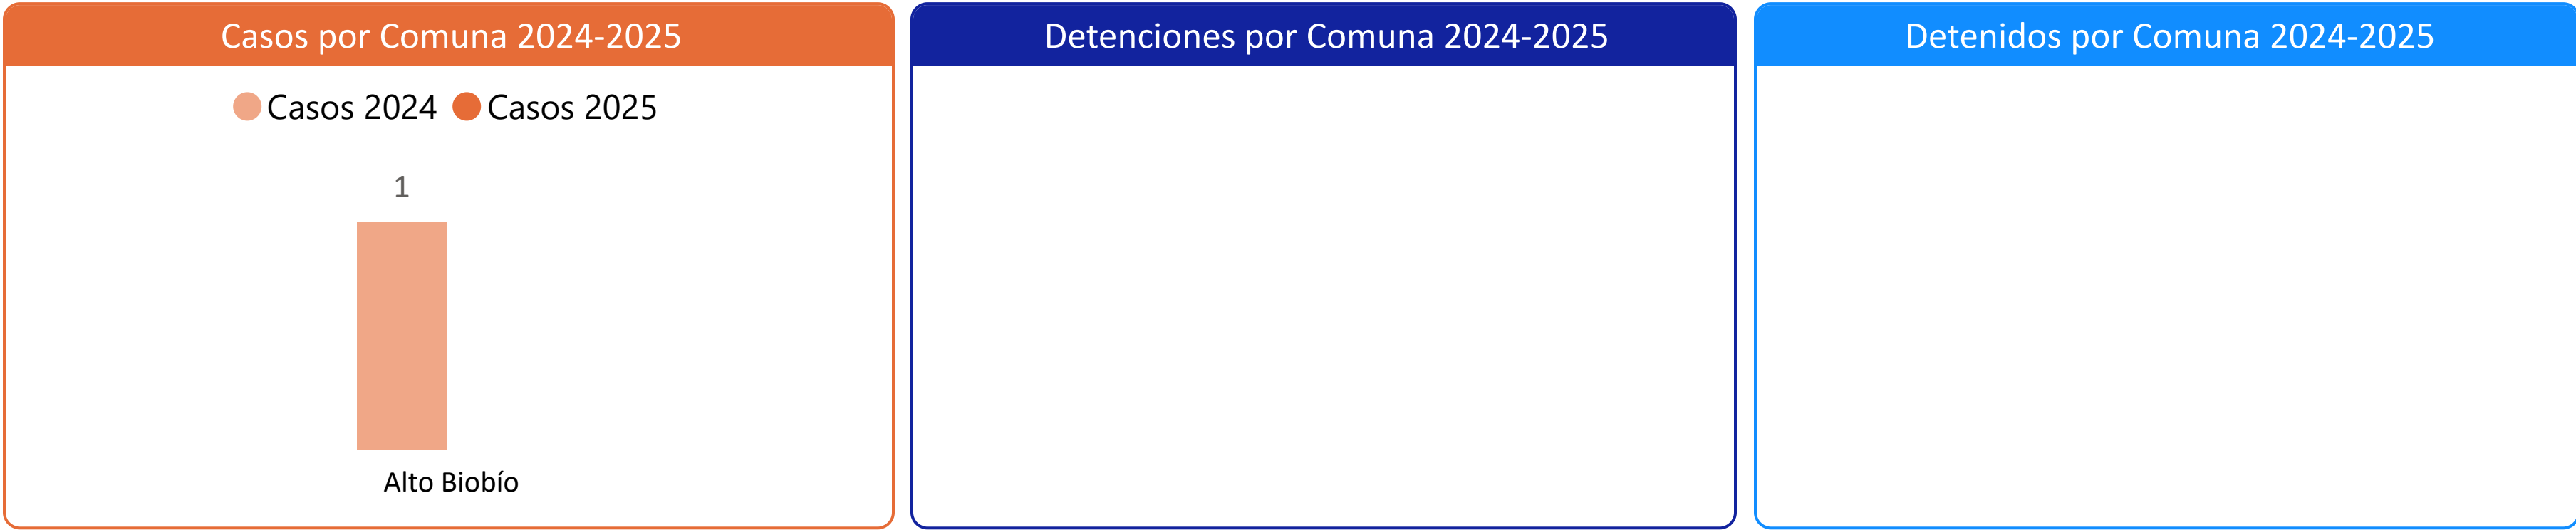 Casos por Comuna 2024-2025
Casos 2024 Casos 2025
1
Alto Biobío
Detenciones por Comuna 2024-2025
Detenidos por Comuna 2024-2025